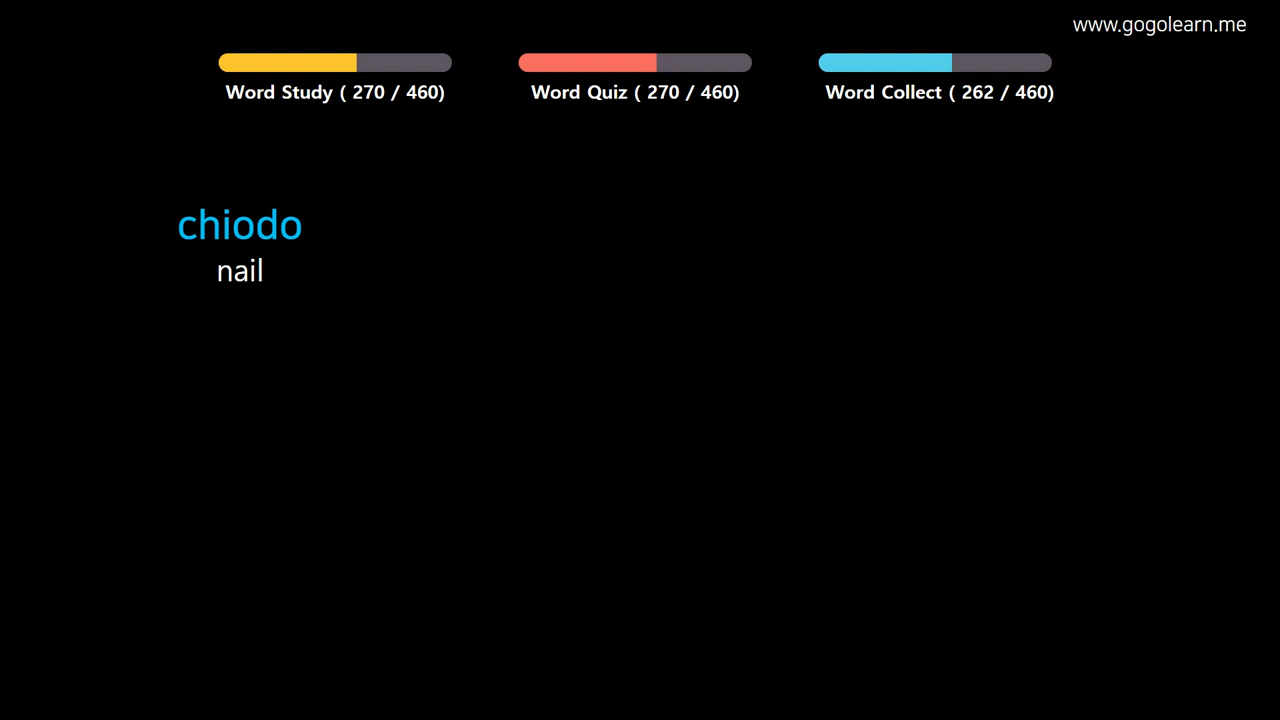 www.gogolearn.me
Word Study ( 270 / 460)
Word Quiz ( 270 / 460)
Word Collect ( 262 / 460)
chiodo
nail